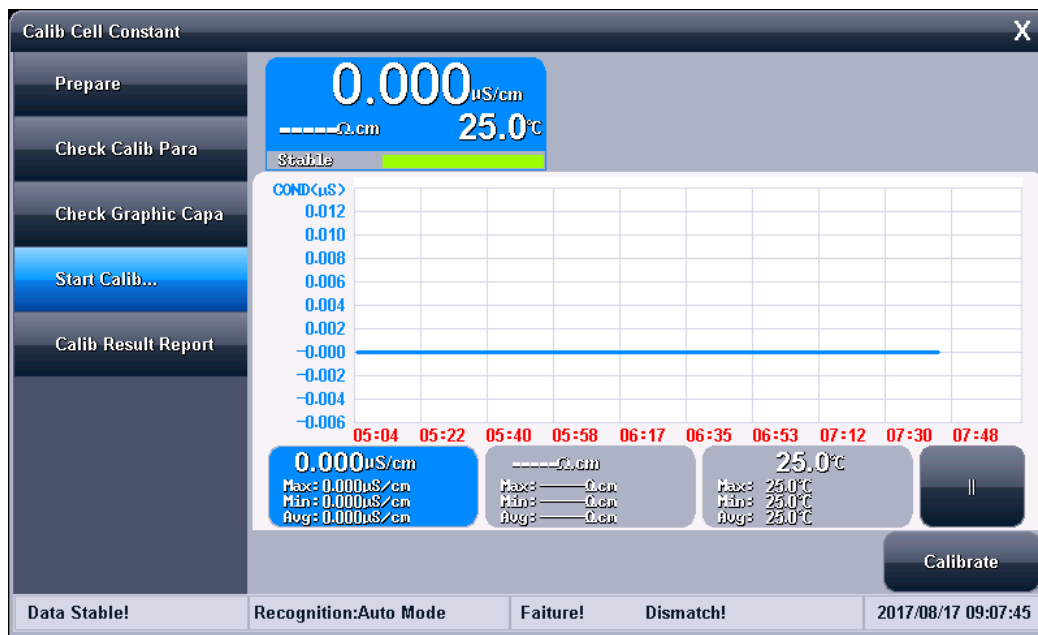 Calib Cell Constant X
Prepare
Check Calib Para
Check Graphic Capa
Start Calib...
Calib Result Report
0.000μS/cm
-----Ω.cm 25.0℃
Stable
COND(μS)
0.012
0.010
0.008
0.006
0.004
0.002
-0.000
-0.002
-0.004
-0.006
05:04 05:22 05:40 05:58 06:17 06:35 06:53 07:12 07:30 07:48
0.000μS/cm
Max:0.000μS/cm
Min:0.000μS/cm
Avg:0.000μS/cm
-----Ω.cm
Max:-----Ω.cm
Min:-----Ω.cm
Avg:-----Ω.cm
25.0℃
Max: 25.0℃
Min: 25.0℃
Avg: 25.0℃
||
Calibrate
Data Stable! Recognition:Auto Mode Faiture! Dismatch! 2017/08/17 09:07:45